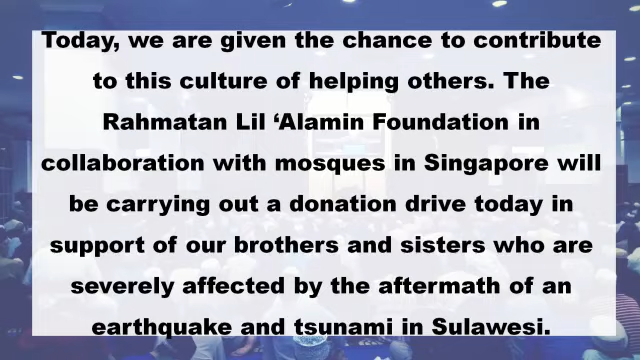 Today, we are given the chance to contribute
to this culture of helping others. The
Rahmatan Lil ‘Alamin Foundation in
collaboration with mosques in Singapore will
be carrying out a donation drive today in
support of our brothers and sisters who are
severely affected by the aftermath of an
earthquake and tsunami in Sulawesi.